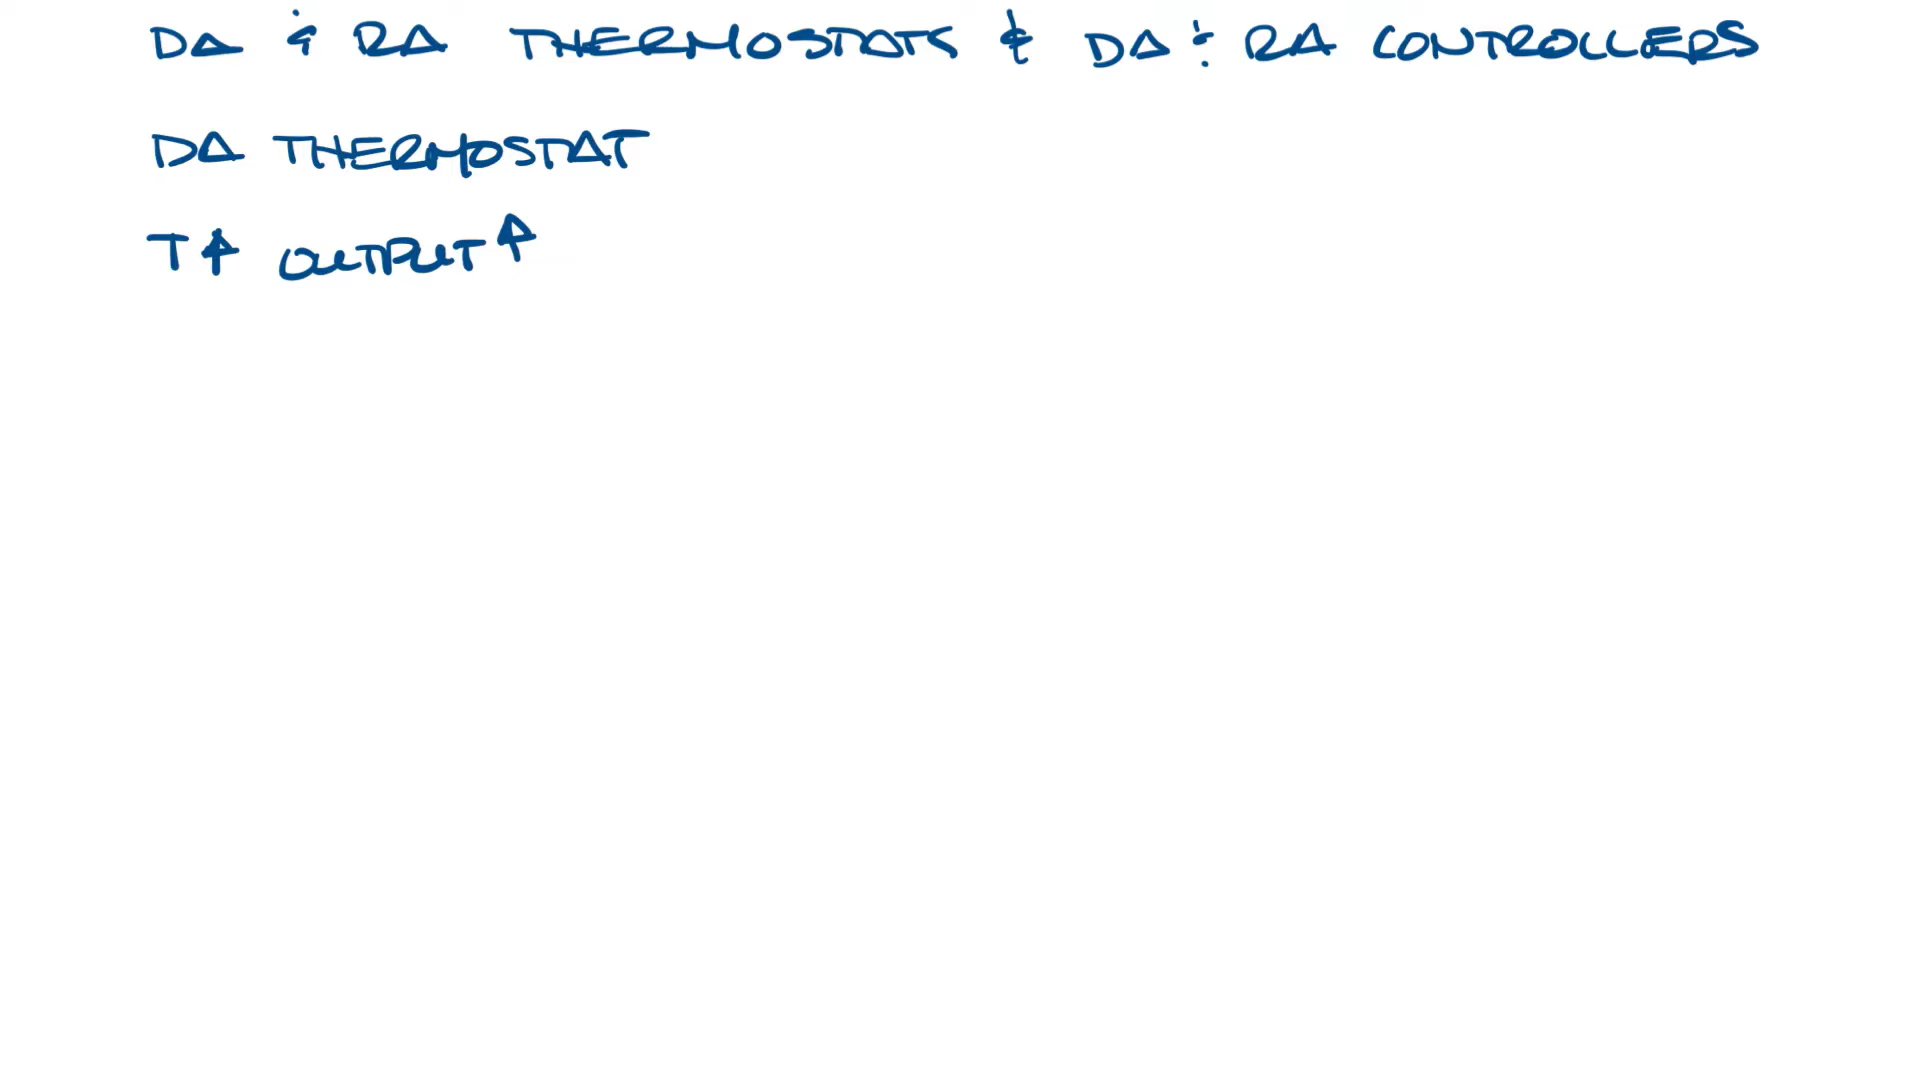 DA & RA THERMOSTATS & DA & RA CONTROLLERS
DA THERMOSTAT
T↑ OUTPUT↑